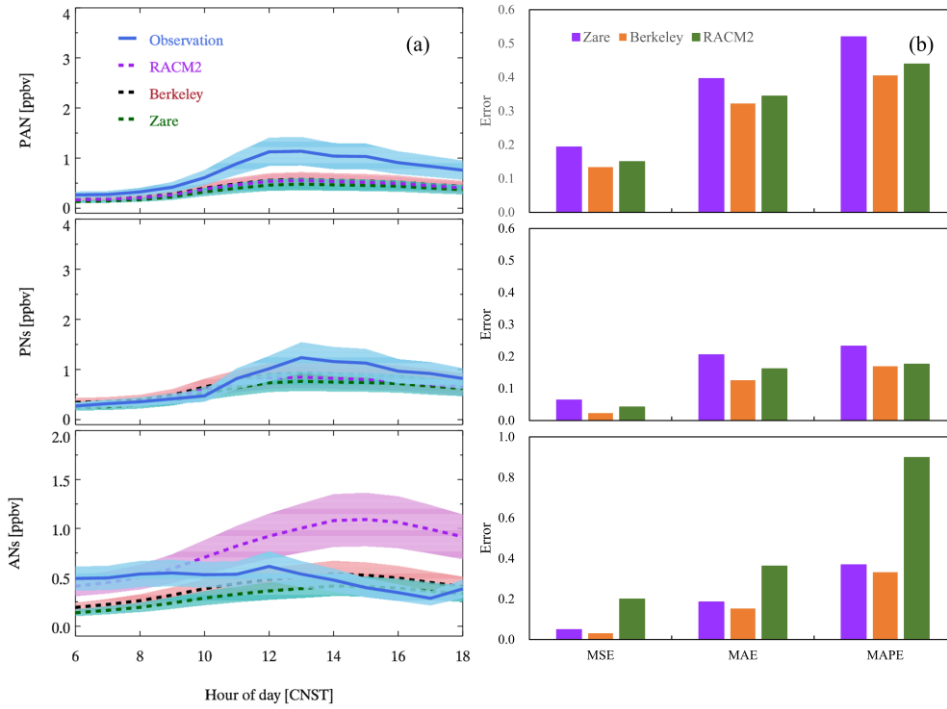 PAN [ppbv]
4
3
2
1
0
Observation
RACM2
Berkeley
Zare
(a)
PNs [ppbv]
4
3
2
1
0
ANs [ppbv]
2.0
1.5
1.0
0.5
0.0
6 8 10 12 14 16 18
Hour of day [CNST]
Error
0.6
0.5
0.4
0.3
0.2
0.1
0.0
Zare Berkeley RACM2
(b)
Error
0.6
0.5
0.4
0.3
0.2
0.1
0.0
Error
1.0
0.8
0.6
0.4
0.2
0.0
MSE MAE MAPE